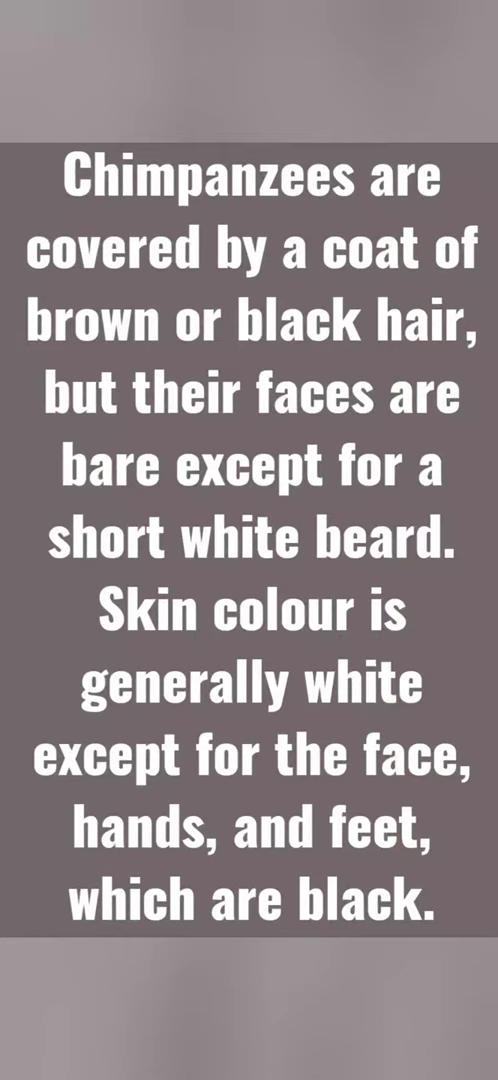 Chimpanzees are
covered by a coat of
brown or black hair,
but their faces are
bare except for a
short white beard.
Skin colour is
generally white
except for the face,
hands, and feet,
which are black.